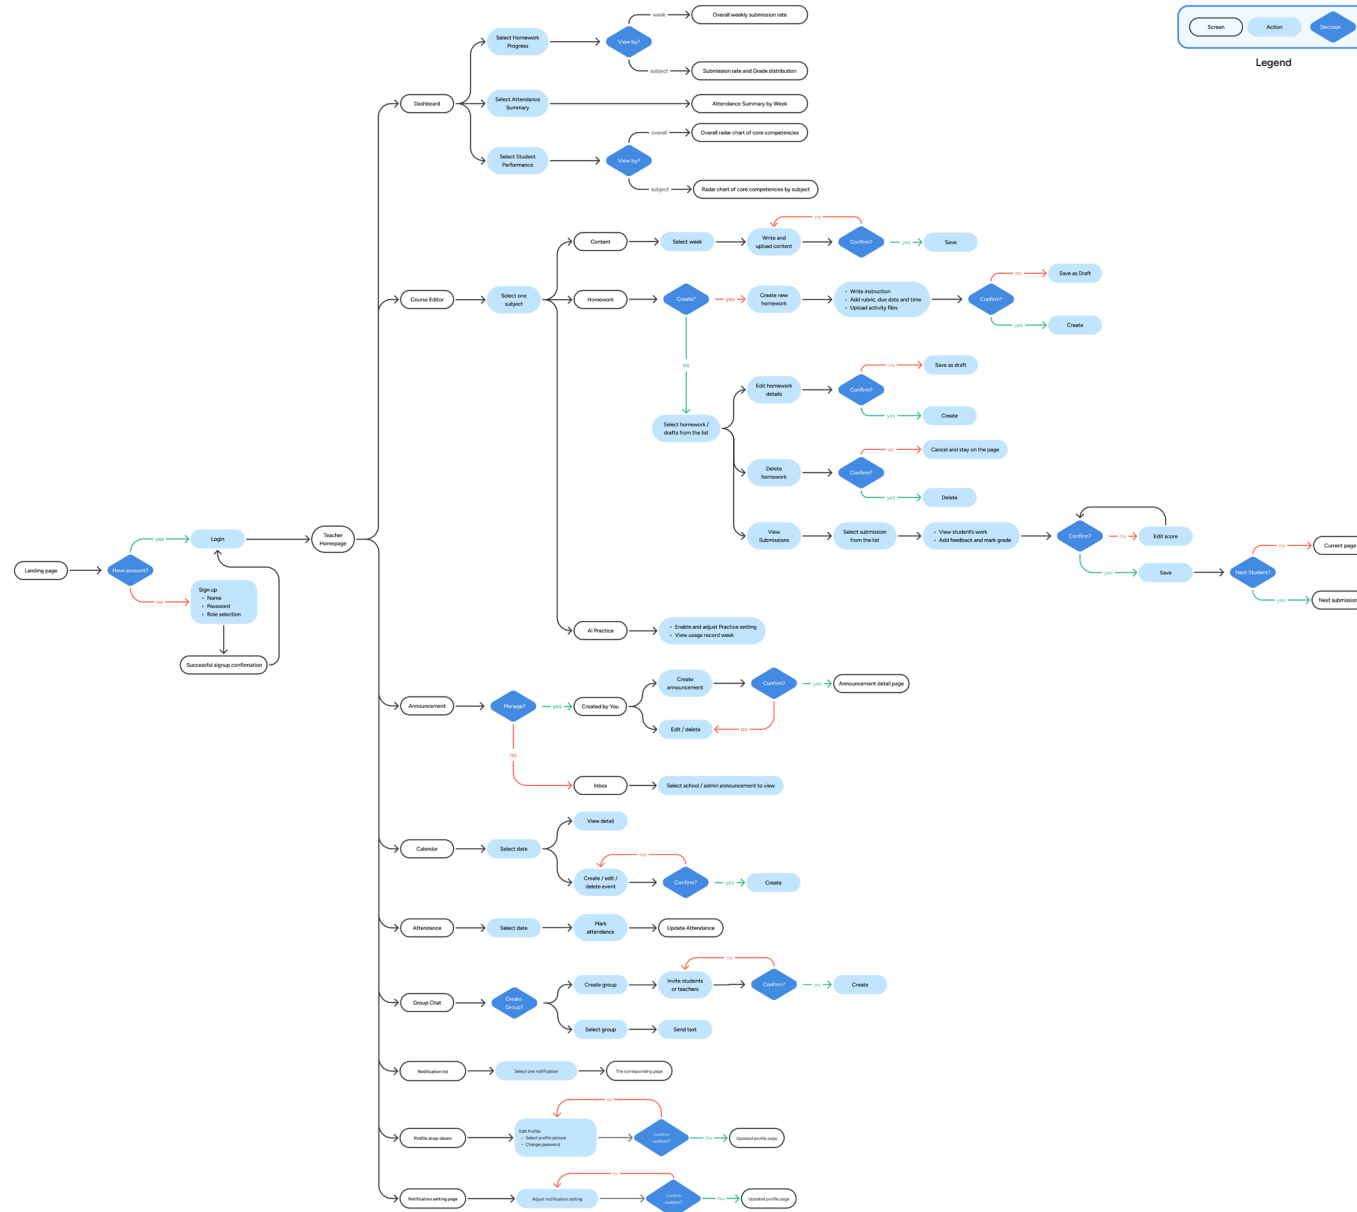 Screen
Action
Decision
Legend
week
Overall weekly submission rate
Select Homework
Progress
View by?
subject
Submission rate and Grade distribution
Dashboard
Select Attendance
Summary
Attendance Summary by Week
overall
Overall radar chart of core competencies
Select Student
Performance
View by?
subject
Radar chart of core competencies by subject
no
Content
Select week
Write and
upload content
Confirm?
yes
Save
Course Editor
Select one
subject
Homework
Create?
yes
Create new
homework
• Write instruction
• Add rubric, due date and time
• Upload activity files
Confirm?
no
Save as Draft
yes
Create
no
Select homework /
drafts from the list
Edit homework
details
Confirm?
no
Save as draft
yes
Create
Delete
homework
Confirm?
no
Cancel and stay on the page
yes
Delete
View
Submissions
Select submission
from the list
• View student's work
• Add feedback and mark grade
Confirm?
no
Edit score
yes
Save
Next Student?
no
Current page
yes
Next submission
Landing page
Have account?
yes
Login
no
Sign up
• Name
• Password
• Role selection
Successful signup confirmation
Teacher
Homepage
AI Practice
• Enable and adjust Practice setting
• View usage record week
Announcement
Manage?
yes
Created by You
Create
announcement
Confirm?
yes
Announcement detail page
Edit / delete
no
no
Inbox
Select school / admin announcement to view
Calendar
Select date
View detail
no
Create / edit /
delete event
Confirm?
yes
Create
Attendance
Select date
Mark
attendance
Update Attendance
Group Chat
Create
Group?
Create group
no
Invite students
or teachers
Confirm?
yes
Create
Select group
Send text
Notification list
Select one notification
The corresponding page
no
Profile drop-down
Edit Profile
• Select profile picture
• Change password
Confirm
updates?
Yes
Updated profile page
no
Notification setting page
Adjust notification setting
Confirm
updates?
Yes
Updated profile page